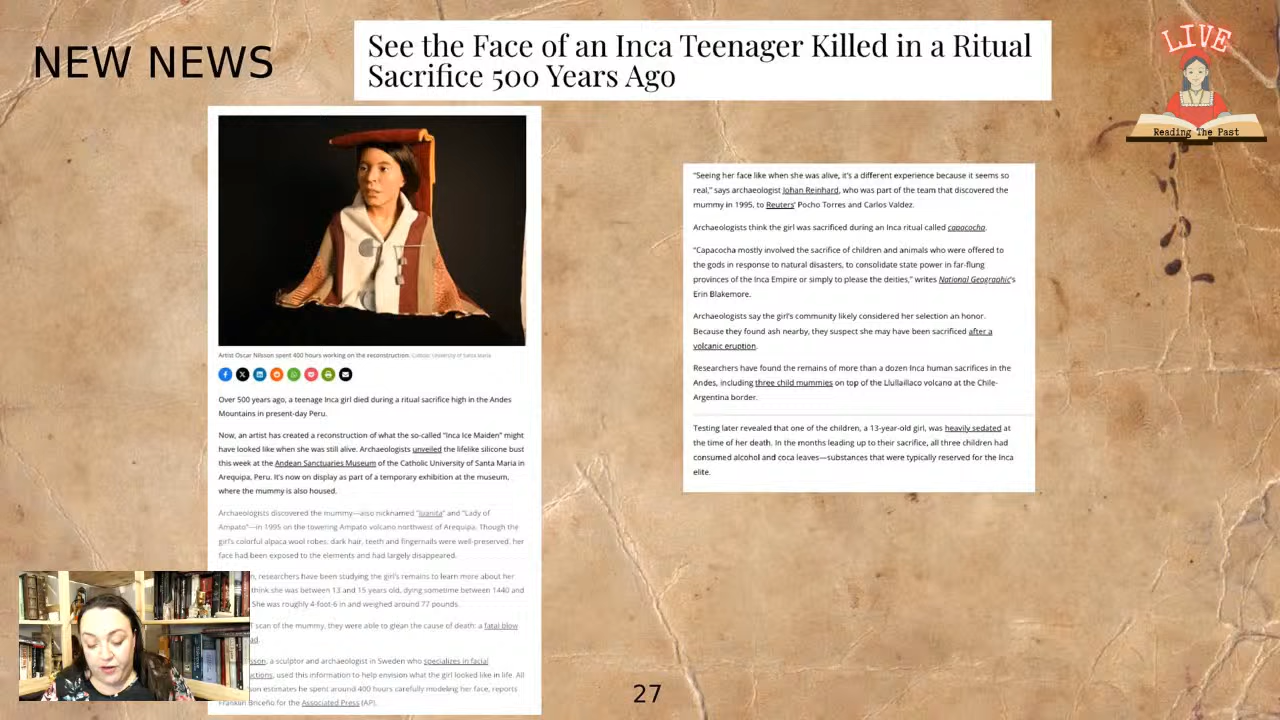 NEW NEWS
See the Face of an Inca Teenager Killed in a Ritual
Sacrifice 500 Years Ago
LIVE
Reading The Past
Artist Oscar Nilsson spent 400 hours working on the reconstruction. Catholic University of Santa Maria
Over 500 years ago, a teenage Inca girl died during a ritual sacrifice high in the Andes
Mountains in present-day Peru.
Now, an artist has created a reconstruction of what the so-called "Inca Ice Maiden" might
have looked like when she was still alive. Archaeologists unveiled the lifelike silicone bust
this week at the Andean Sanctuaries Museum of the Catholic University of Santa Maria in
Arequipa, Peru. It's now on display as part of a temporary exhibition at the museum,
where the mummy is also housed.
Archaeologists discovered the mummy—also nicknamed "Juanita" and "Lady of
Ampato"—in 1995 on the towering Ampato volcano northwest of Arequipa. Though the
girl's colorful alpaca wool robes, dark hair, teeth and fingernails were well-preserved, her
face had been exposed to the elements and had largely disappeared.
researchers have been studying the girl's remains to learn more about her
think she was between 13 and 15 years old, dying sometime between 1440 and
She was roughly 4-foot-6 in and weighed around 77 pounds.
scan of the mummy, they were able to glean the cause of death: a fatal blow
a sculptor and archaeologist in Sweden who specializes in facial
used this information to help envision what the girl looked like in life. All
estimates he spent around 400 hours carefully modeling her face, reports
Franklin Briceño for the Associated Press (AP).
"Seeing her face like when she was alive, it's a different experience because it seems so
real," says archaeologist Johan Reinhard, who was part of the team that discovered the
mummy in 1995, to Reuters' Pocho Torres and Carlos Valdez.
Archaeologists think the girl was sacrificed during an Inca ritual called capacocha.
"Capacocha mostly involved the sacrifice of children and animals who were offered to
the gods in response to natural disasters, to consolidate state power in far-flung
provinces of the Inca Empire or simply to please the deities," writes National Geographic's
Erin Blakemore.
Archaeologists say the girl's community likely considered her selection an honor.
Because they found ash nearby, they suspect she may have been sacrificed after a
volcanic eruption.
Researchers have found the remains of more than a dozen Inca human sacrifices in the
Andes, including three child mummies on top of the Llullaillaco volcano at the Chile-
Argentina border.
Testing later revealed that one of the children, a 13-year-old girl, was heavily sedated at
the time of her death. In the months leading up to their sacrifice, all three children had
consumed alcohol and coca leaves—substances that were typically reserved for the Inca
elite.
27